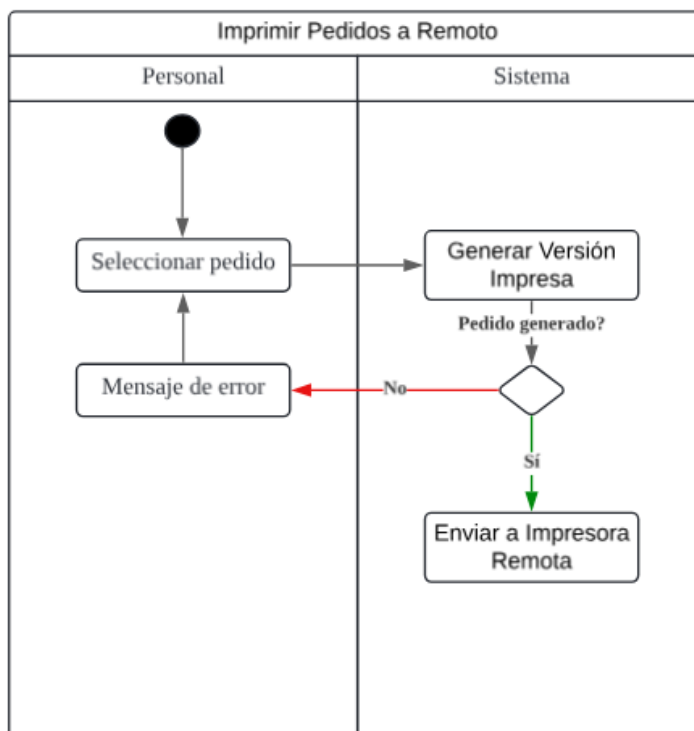 Imprimir Pedidos a Remoto
Personal
Sistema
Seleccionar pedido
Generar Versión
Impresa
Pedido generado?
Mensaje de error
No
Sí
Enviar a Impresora
Remota